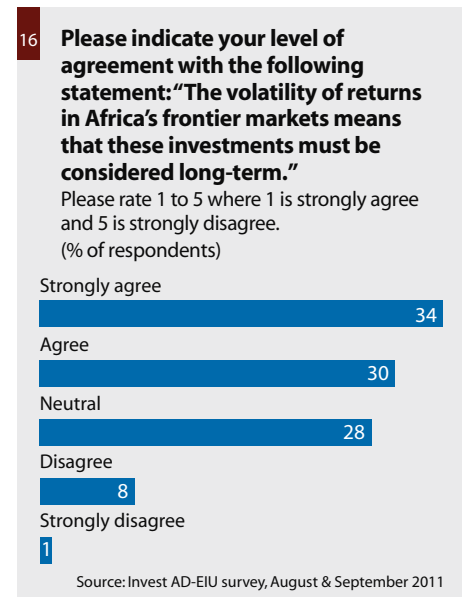 16
Please indicate your level of
agreement with the following
statement:“The volatility of returns
in Africa’s frontier markets means
that these investments must be
considered long-term.”
Please rate 1 to 5 where 1 is strongly agree
and 5 is strongly disagree.
(% of respondents)
Strongly agree
34
Agree
30
Neutral
28
Disagree
8
Strongly disagree
1
Source: Invest AD-EIU survey, August & September 2011